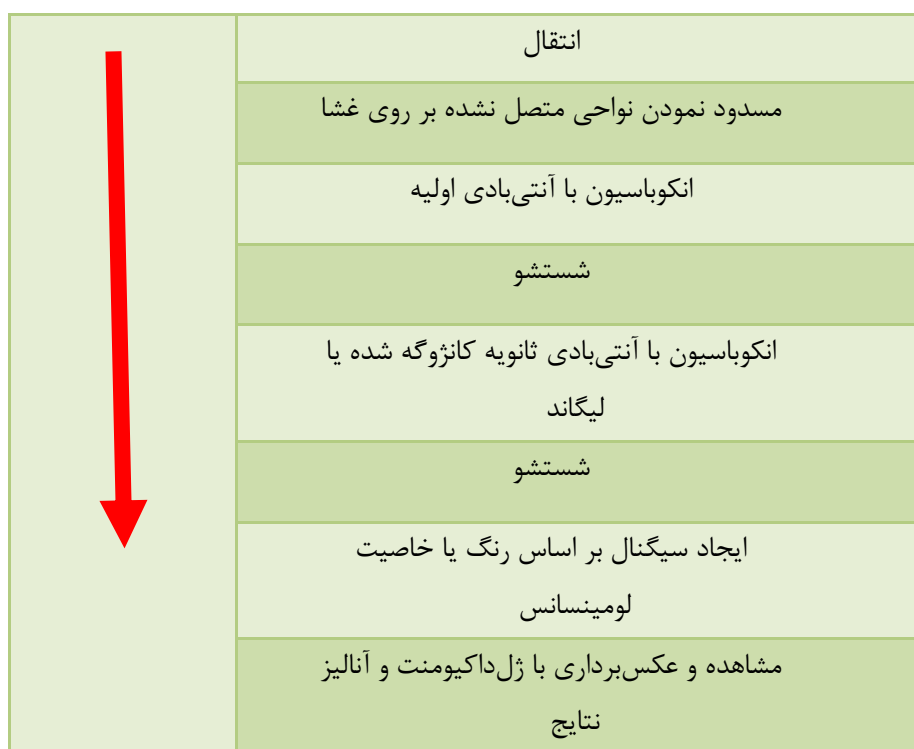 انتقال
مسدود نمودن نواحی متصل نشده بر روی غشا
انکوباسیون با آنتی‌بادی اولیه
شستشو
انکوباسیون با آنتی‌بادی ثانویه کانژوگه شده یا
لیگاند
شستشو
ایجاد سیگنال بر اساس رنگ یا خاصیت
لومینسانس
مشاهده و عکس‌برداری با ژل‌داکیومنت و آنالیز
نتایج